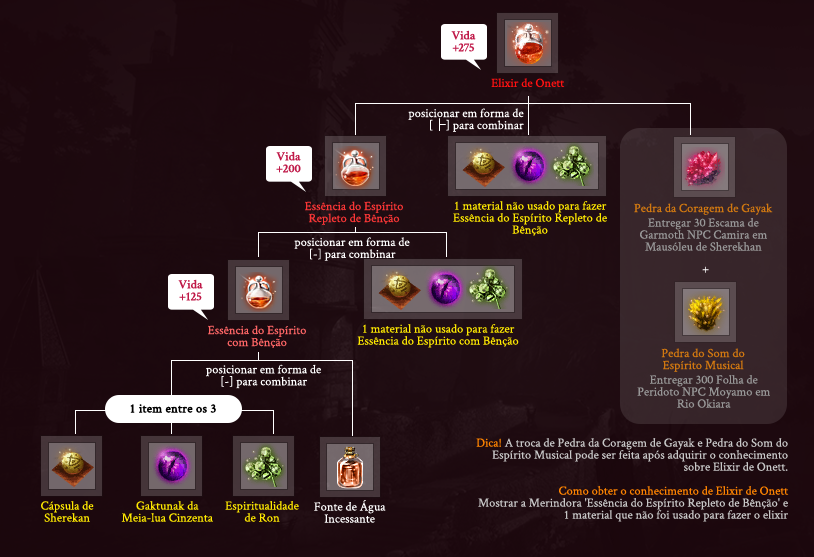 Vida
+275
Elixir de Onett
posicionar em forma de
[ ├-] para combinar
Vida
+200
Essência do Espírito
Repleto de Bênção
1 material não usado para fazer
Essência do Espírito Repleto de
Bênção
Pedra da Coragem de Gayak
Entregar 30 Escama de
Garmoth NPC Camira em
Mausóleu de Sherekhan
+
Pedra do Som do
Espírito Musical
Entregar 300 Folha de
Peridoto NPC Moyamo em
Rio Okiara
posicionar em forma de
[-] para combinar
Vida
+125
Essência do Espírito
com Bênção
1 material não usado para fazer
Essência do Espírito com Bênção
posicionar em forma de
[-] para combinar
1 item entre os 3
Cápsula de
Sherekan
Gaktunak da
Meia-lua Cinzenta
Espiritualidade
de Ron
Fonte de Água
Incessante
Dica! A troca de Pedra da Coragem de Gayak e Pedra do Som do
Espírito Musical pode ser feita após adquirir o conhecimento
sobre Elixir de Onett.
Como obter o conhecimento de Elixir de Onett
Mostrar a Merindora 'Essência do Espírito Repleto de Bênção' e
1 material que não foi usado para fazer o elixir